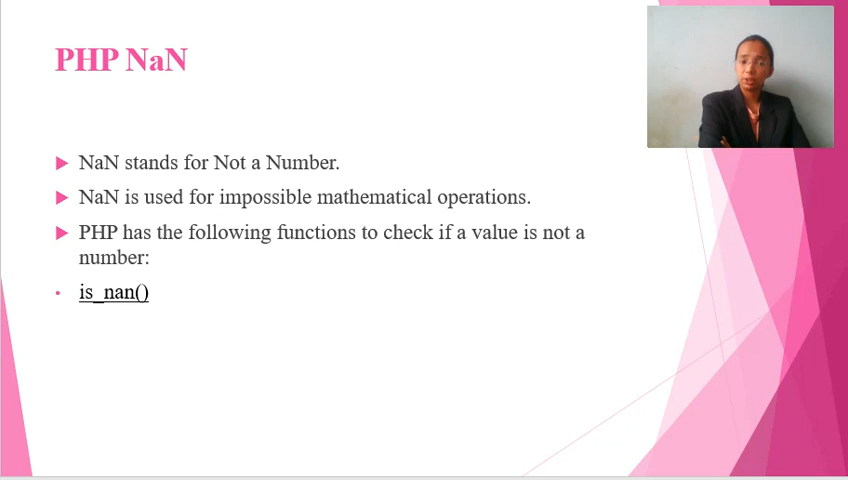 PHP NaN
NaN stands for Not a Number.
NaN is used for impossible mathematical operations.
PHP has the following functions to check if a value is not a
number:
is_nan()